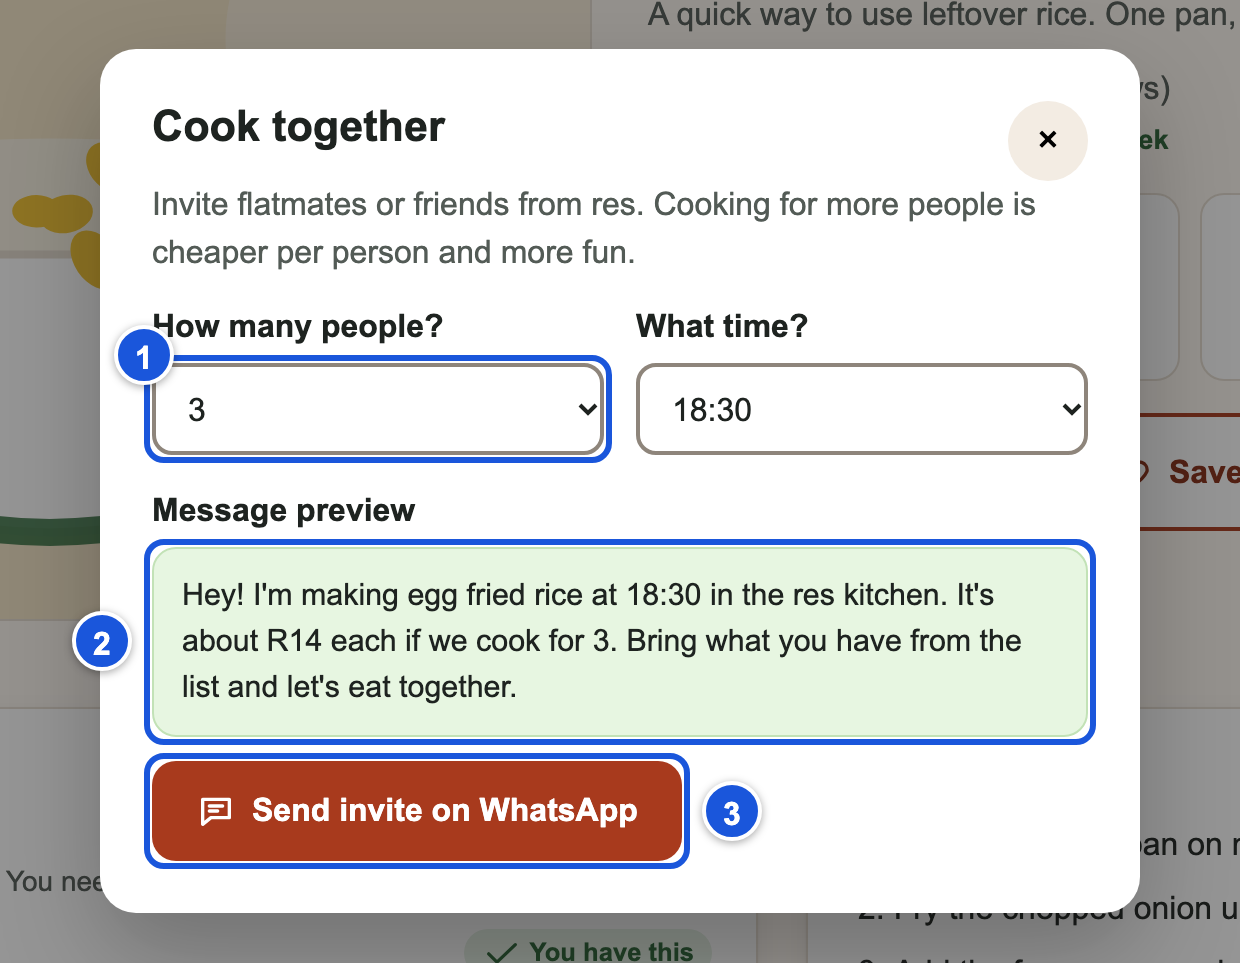 A quick way to use leftover rice. One pan,
Cook together
×
Invite flatmates or friends from res. Cooking for more people is
cheaper per person and more fun.
How many people?
What time?
1
3
18:30
Save
Message preview
2
Hey! I'm making egg fried rice at 18:30 in the res kitchen. It's
about R14 each if we cook for 3. Bring what you have from the
list and let's eat together.
Send invite on WhatsApp
3
You
on
onion
You have this